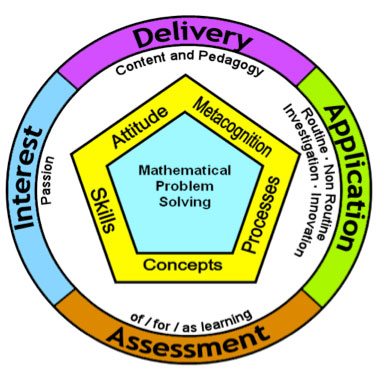 Delivery
Content and Pedagogy
Interest
Passion
Application
Routine · Non Routine
Investigation · Innovation
Attitude
Metacognition
Skills
Processes
Concepts
Mathematical
Problem
Solving
of / for / as learning
Assessment